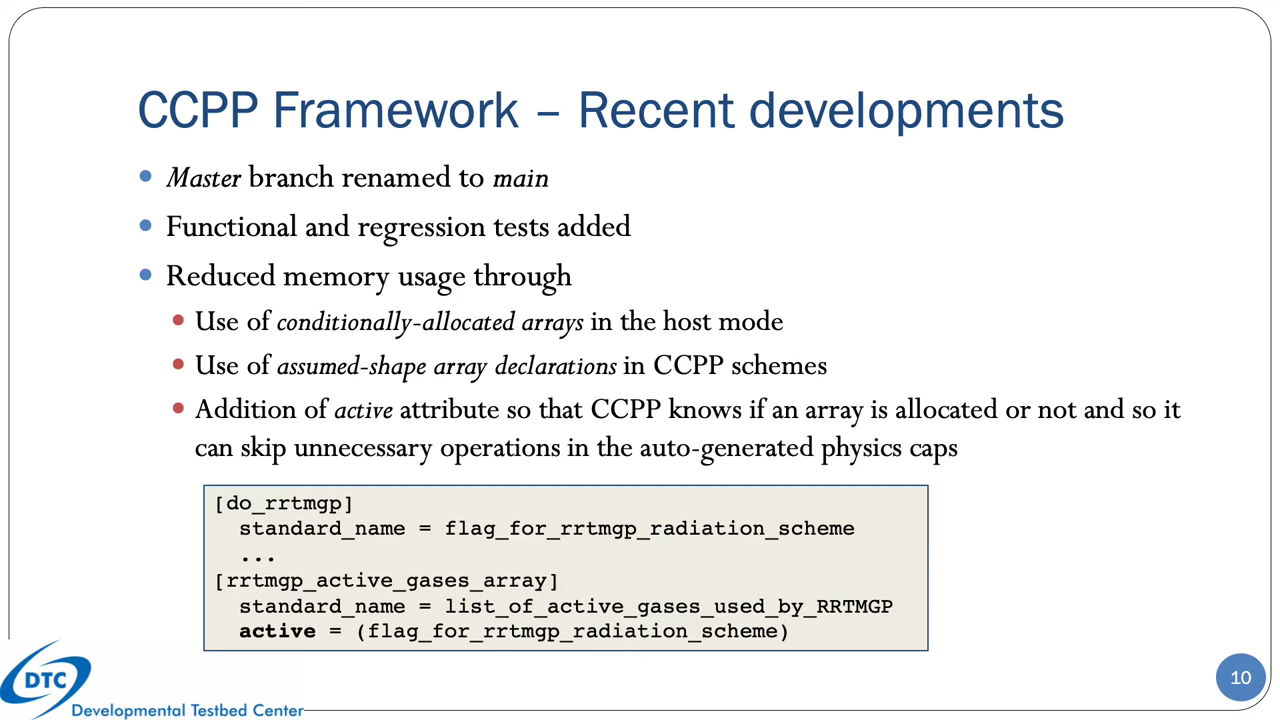 CCPP Framework – Recent developments
Master branch renamed to main
Functional and regression tests added
Reduced memory usage through
Use of conditionally-allocated arrays in the host mode
Use of assumed-shape array declarations in CCPP schemes
Addition of active attribute so that CCPP knows if an array is allocated or not and so it
can skip unnecessary operations in the auto-generated physics caps
[do_rrtmgp]
standard_name = flag_for_rrtmgp_radiation_scheme
...
[rrtmgp_active_gases_array]
standard_name = list_of_active_gases_used_by_RRTMGP
active = (flag_for_rrtmgp_radiation_scheme)
DTC
Developmental Testbed Center
10